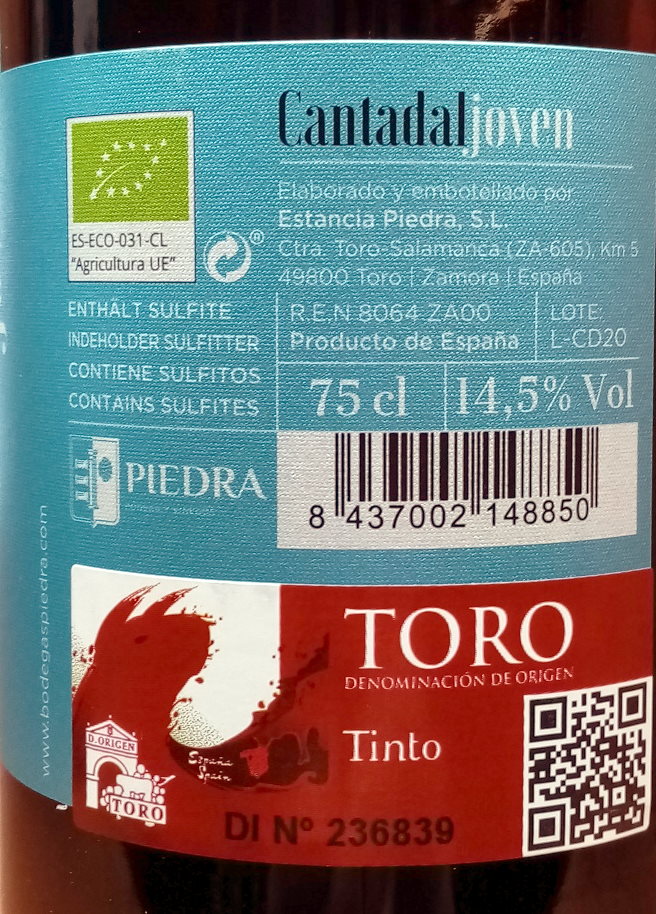 Cantadal joven
ES-ECO-031-CL
"Agricultura UE"
®
Elaborado y embotellado por
Estancia Piedra, S.L.
Ctra. Toro-Salamanca (ZA-605), Km 5
49800 Toro | Zamora | España
ENTHÄLT SULFITE
INDEHOLDER SULFITTER
CONTIENE SULFITOS
CONTAINS SULFITES
R.E.N 8064 ZA00
Producto de España
LOTE:
L-CD20
75 cl
14,5% Vol
PIEDRA
8 437002 148850
www.bodegaspiedra.com
TORO
DENOMINACIÓN DE ORIGEN
Tinto
España
Spain
D. ORIGEN
TORO
DI Nº 236839